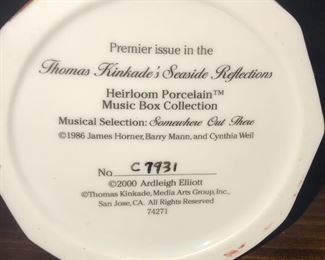 Premier issue in the
Thomas Kinkade's Seaside Reflections
Heirloom Porcelain™
Music Box Collection
Musical Selection: Somewhere Out There
©1986 James Horner, Barry Mann, and Cynthia Weil
No. C7931
©2000 Ardleigh Elliott
©Thomas Kinkade, Media Arts Group, Inc.,
San Jose, CA. All Rights Reserved
74271